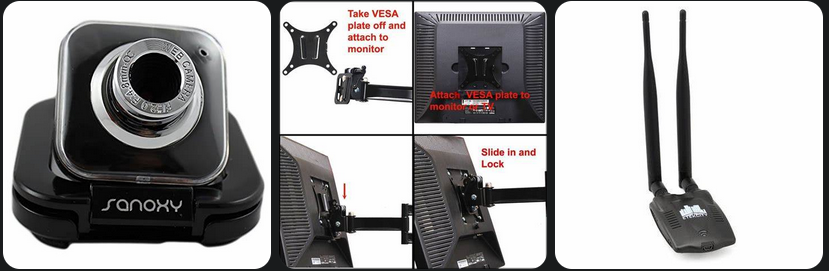 WEB CAMERA
SANOXY
Take VESA
plate off and
attach to
monitor
Attach VESA plate to
monitor or TV
Slide in and
Lock